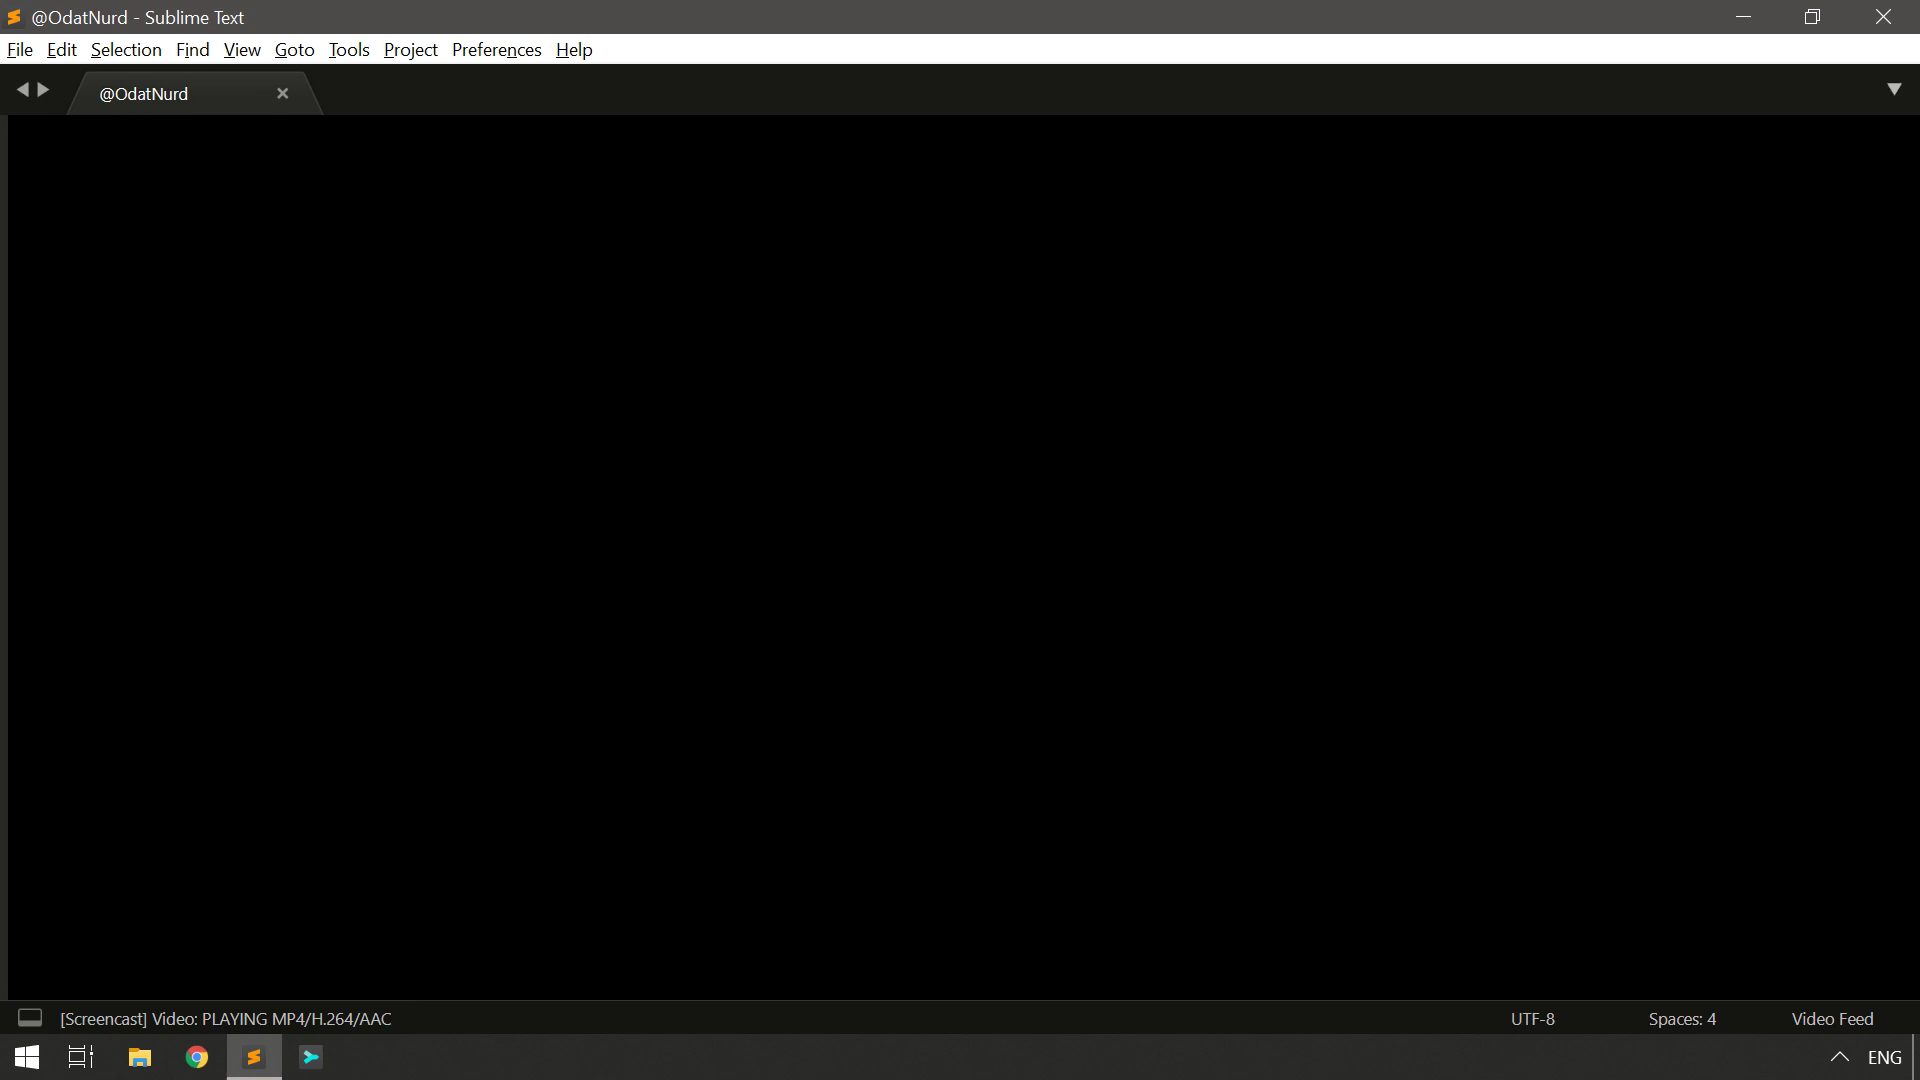 @OdatNurd - Sublime Text
File Edit Selection Find View Goto Tools Project Preferences Help
@OdatNurd
[Screencast] Video: PLAYING MP4/H.264/AAC UTF-8 Spaces: 4 Video Feed
ENG